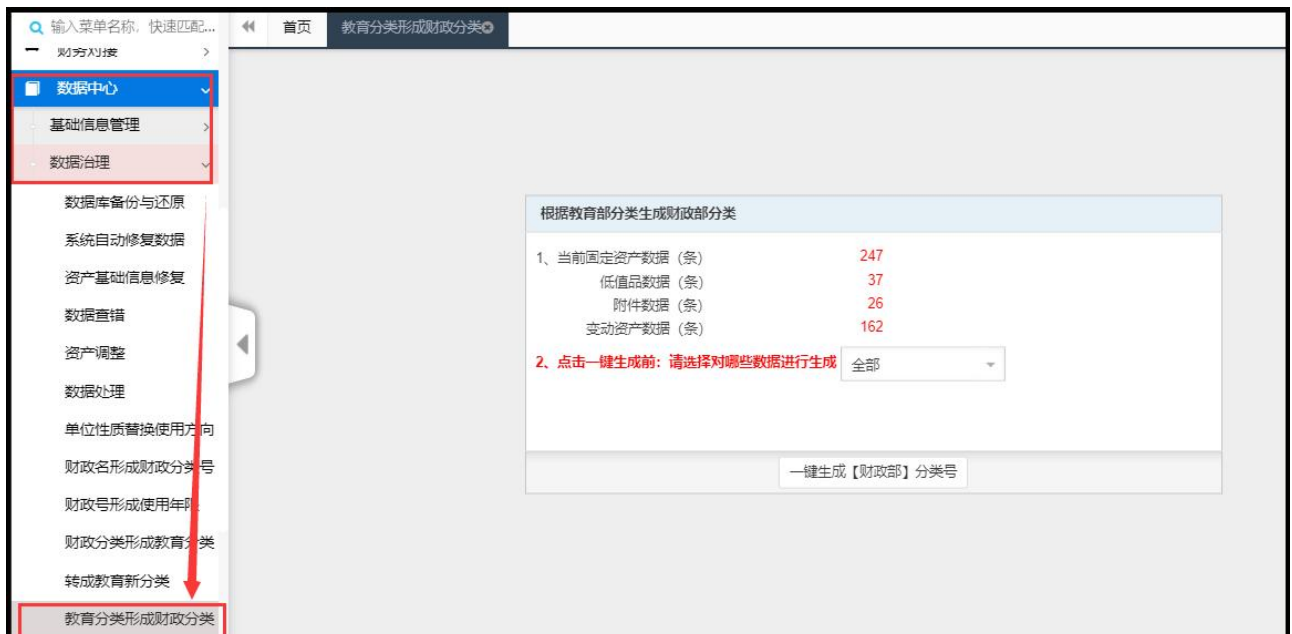 输入菜单名称，快速匹配...
首页
教育分类形成财政分类
财务对接
数据中心
基础信息管理
数据治理
数据库备份与还原
系统自动修复数据
资产基础信息修复
数据查错
资产调整
数据处理
单位性质替换使用方向
财政名形成财政分类号
财政号形成使用年限
财政分类形成教育分类
转成教育新分类
教育分类形成财政分类
根据教育部分类生成财政部分类
1、当前固定资产数据（条） 247
低值品数据（条） 37
附件数据（条） 26
变动资产数据（条） 162
2、点击一键生成前：请选择对哪些数据进行生成 全部
一键生成【财政部】分类号